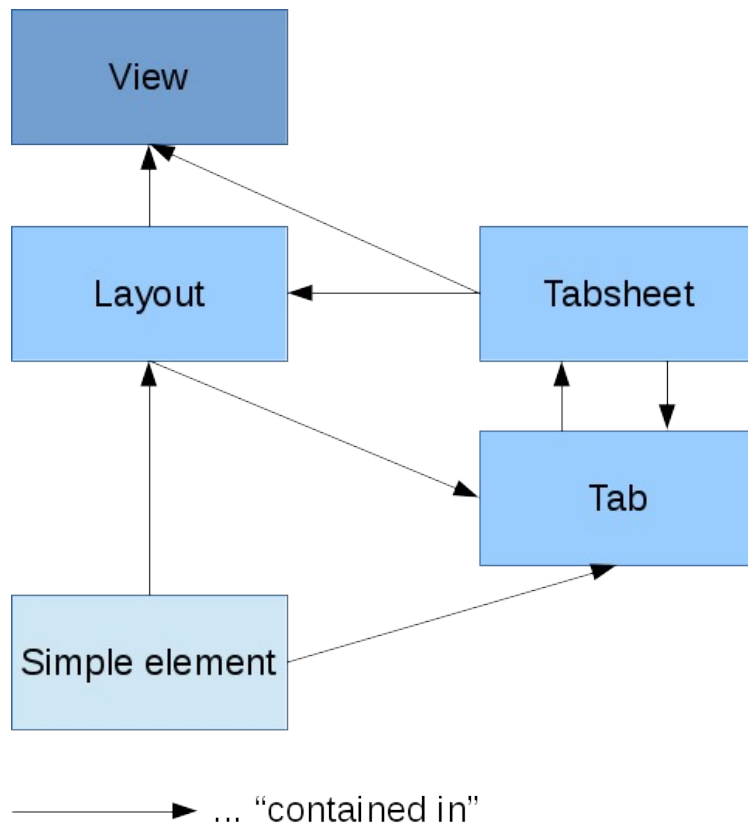 View
Layout
Tabsheet
Tab
Simple element
... “contained in”